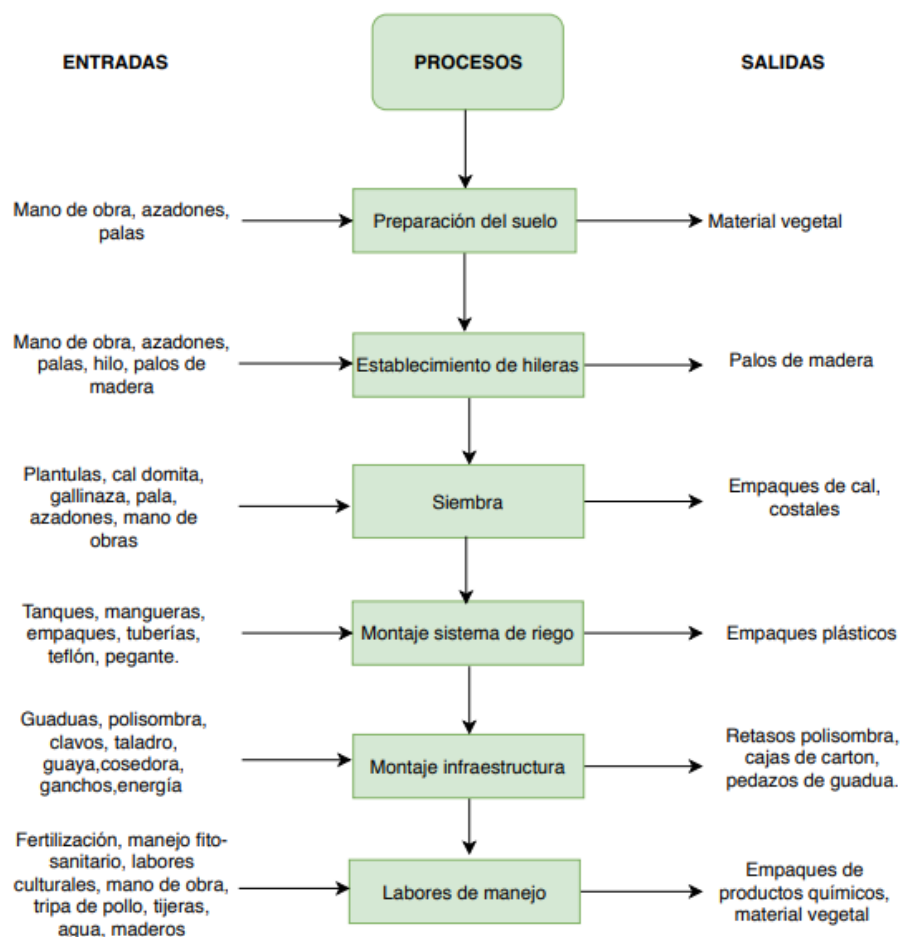 ENTRADAS
PROCESOS
SALIDAS
Mano de obra, azadones,
palas
Preparación del suelo
Material vegetal
Mano de obra, azadones,
palas, hilo, palos de
madera
Establecimiento de hileras
Palos de madera
Plantulas, cal domita,
gallinaza, pala,
azadones, mano de
obras
Siembra
Empaques de cal,
costales
Tanques, mangueras,
empaques, tuberías,
teflón, pegante.
Montaje sistema de riego
Empaques plásticos
Guaduas, polisombra,
clavos, taladro,
guaya,cosedora,
ganchos,energía
Montaje infraestructura
Retasos polisombra,
cajas de carton,
pedazos de guadua.
Fertilización, manejo fito-
sanitario, labores
culturales, mano de obra,
tripa de pollo, tijeras,
agua, maderos
Labores de manejo
Empaques de
productos químicos,
material vegetal